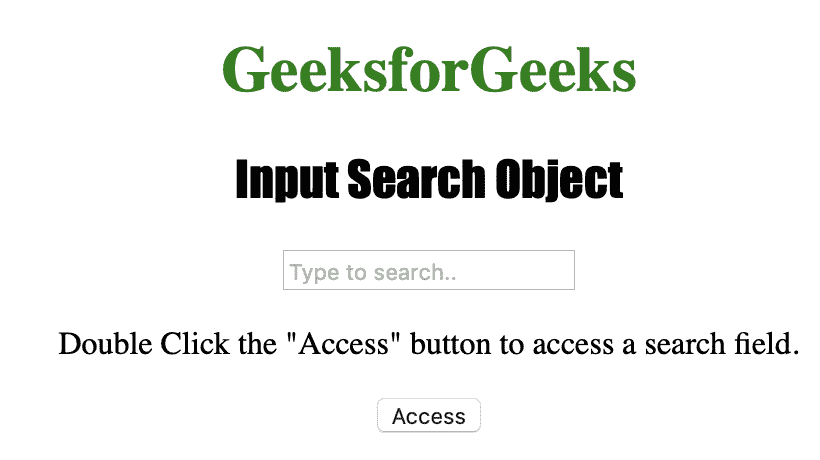 GeeksforGeeks
Input Search Object
Type to search..
Double Click the "Access" button to access a search field.
Access